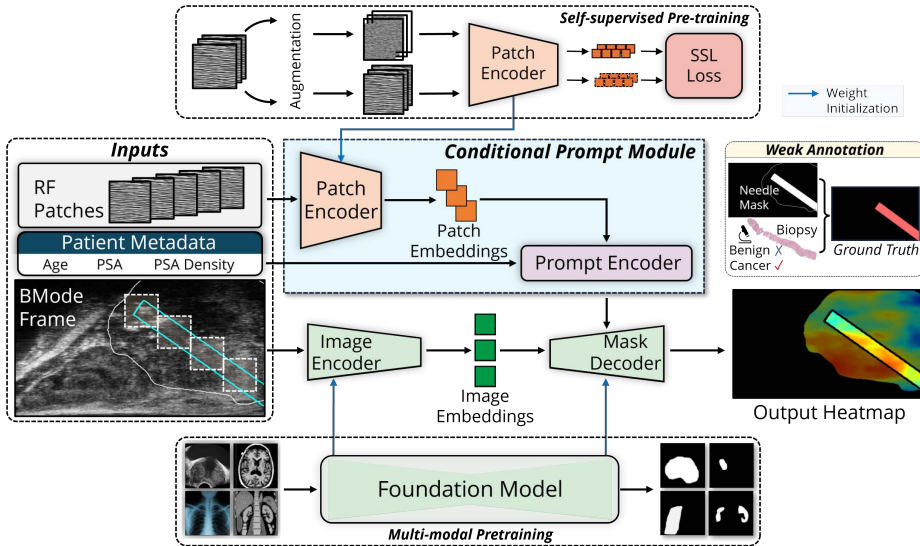 Self-supervised Pre-training
Augmentation
Patch
Encoder
SSL
Loss
Weight
Initialization
Inputs
RF
Patches
Patient Metadata
Age PSA PSA Density
BMode
Frame
Conditional Prompt Module
Patch
Encoder
Patch
Embeddings
Prompt Encoder
Weak Annotation
Needle
Mask
Biopsy
Benign X
Cancer ✓
Ground Truth
Image
Encoder
Image
Embeddings
Mask
Decoder
Output Heatmap
Foundation Model
Multi-modal Pretraining